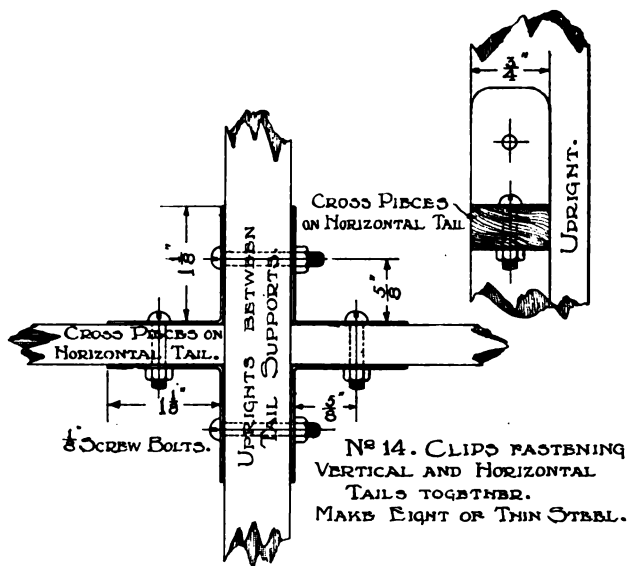 3/4"
CROSS PIECES
ON HORIZONTAL TAIL
UPRIGHT.
1 1/8"
5/8"
UPRIGHTS BETWEEN
TAIL SUPPORTS.
CROSS PIECES ON
HORIZONTAL TAIL.
1 1/8"
5/8"
1/8" SCREW BOLTS.
Nº 14. CLIPS FASTENING
VERTICAL AND HORIZONTAL
TAILS TOGETHER.
MAKE EIGHT OF THIN STEEL.